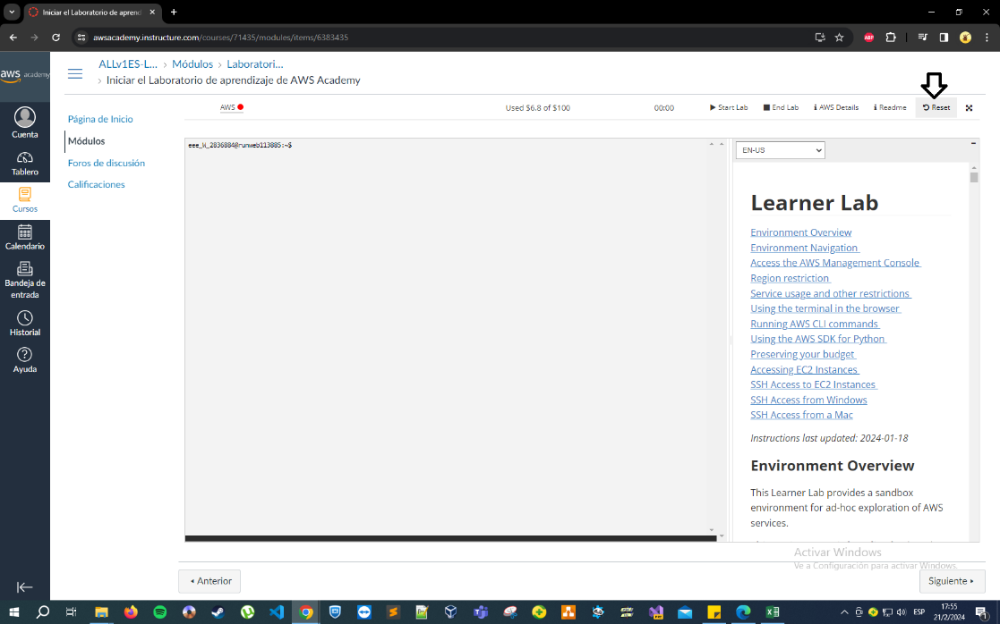 Iniciar el Laboratorio de aprend
awsacademy.instructure.com/courses/71435/modules/items/6383435
ABP
aws academy
Cuenta
Tablero
Cursos
Calendario
Bandeja de
entrada
Historial
Ayuda
ALLv1ES-L... › Módulos › Laboratori...
› Iniciar el Laboratorio de aprendizaje de AWS Academy
Página de Inicio
Módulos
Foros de discusión
Calificaciones
AWS
Used $6.8 of $100
00:00
Start Lab
End Lab
AWS Details
Readme
Reset
eee_W_2836884@runweb113885:~$
EN-US
Learner Lab
Environment Overview
Environment Navigation
Access the AWS Management Console
Region restriction
Service usage and other restrictions
Using the terminal in the browser
Running AWS CLI commands
Using the AWS SDK for Python
Preserving your budget
Accessing EC2 Instances
SSH Access to EC2 Instances
SSH Access from Windows
SSH Access from a Mac
Instructions last updated: 2024-01-18
Environment Overview
This Learner Lab provides a sandbox
environment for ad-hoc exploration of AWS
services.
Activar Windows
Ve a Configuración para activar Windows.
Anterior
Siguiente
ESP
17:55
21/2/2024